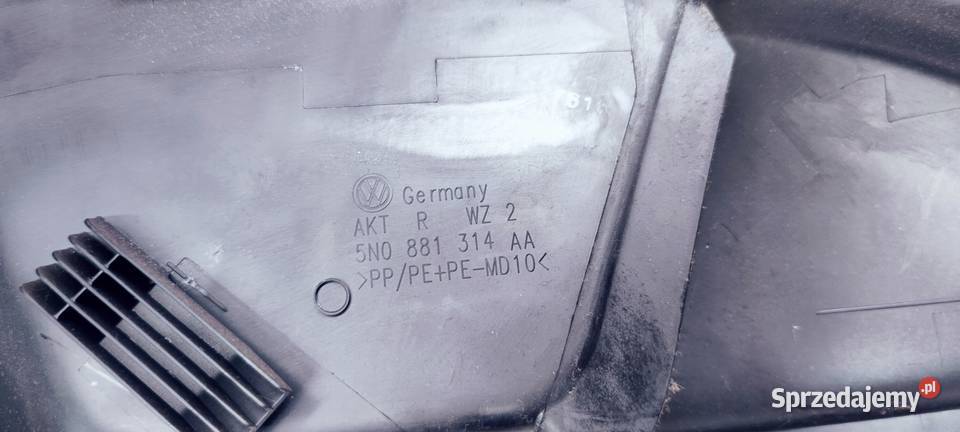 Germany
AKT R WZ 2
5N0 881 314 AA
>PP/PE+PE-MD10<
Sprzedajemy.pl